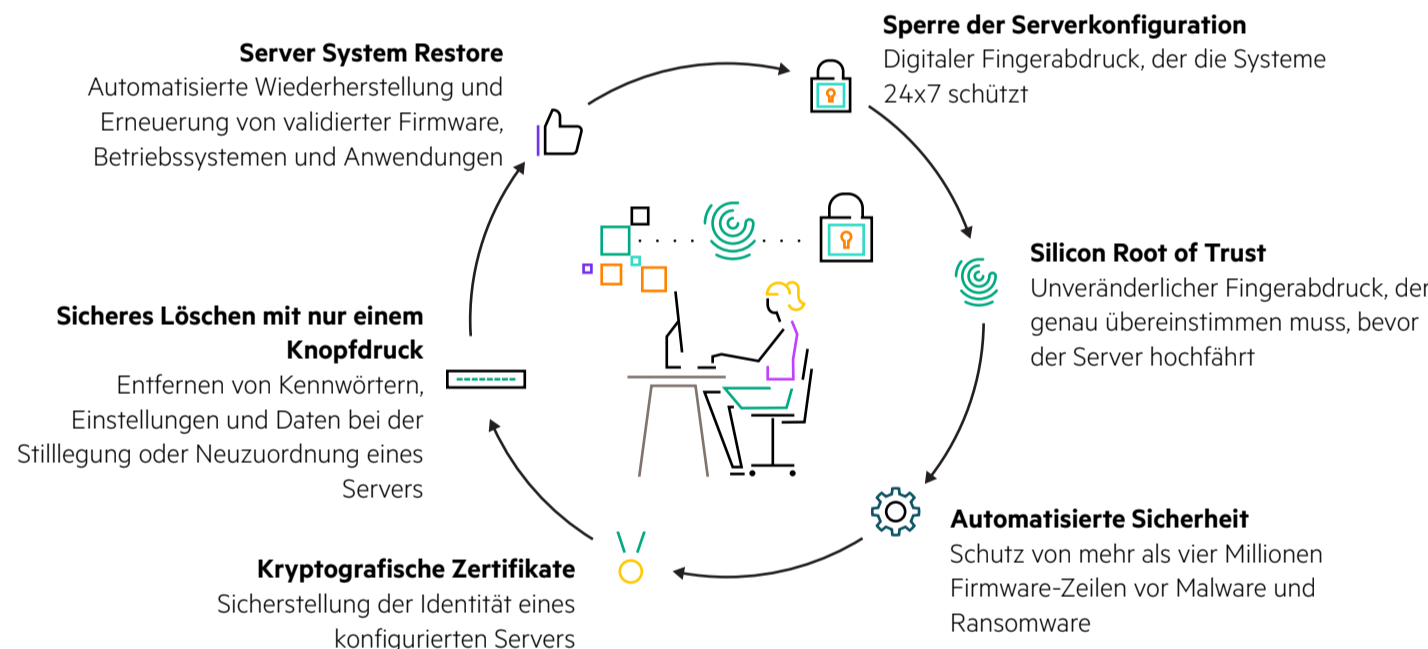 Server System Restore
Automatisierte Wiederherstellung und
Erneuerung von validierter Firmware,
Betriebssystemen und Anwendungen
Sperre der Serverkonfiguration
Digitaler Fingerabdruck, der die Systeme
24x7 schützt
Silicon Root of Trust
Unveränderlicher Fingerabdruck, der
genau übereinstimmen muss, bevor
der Server hochfährt
Automatisierte Sicherheit
Schutz von mehr als vier Millionen
Firmware-Zeilen vor Malware und
Ransomware
Kryptografische Zertifikate
Sicherstellung der Identität eines
konfigurierten Servers
Sicheres Löschen mit nur einem
Knopfdruck
Entfernen von Kennwörtern,
Einstellungen und Daten bei der
Stilllegung oder Neuzuordnung eines
Servers